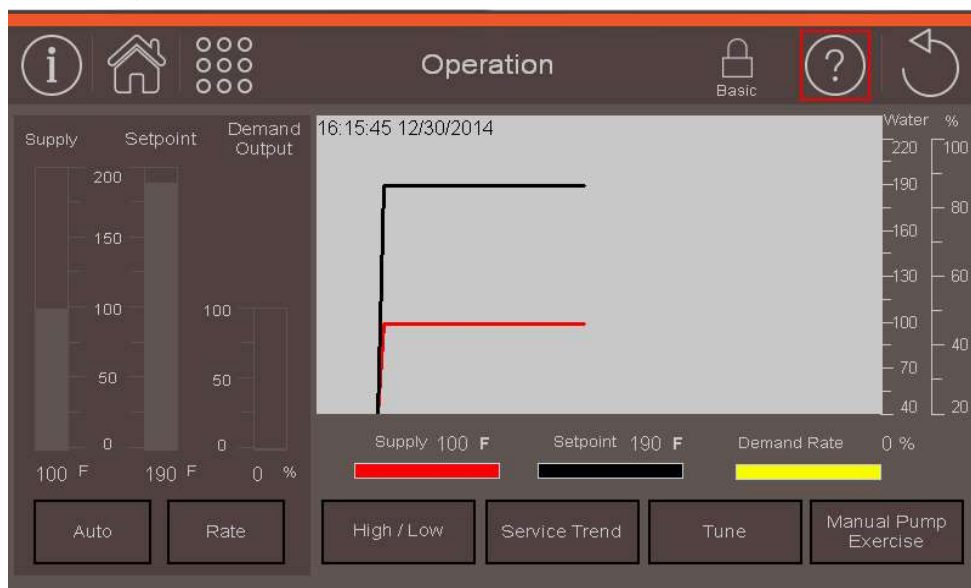 i
Operation
Basic
?
Supply Setpoint Demand Output
200
150
100
50
0
100
50
0
100 F 190 F 0 %
Auto Rate
16:15:45 12/30/2014
Water %
220 100
190
80
160
130 60
100
40
70
40 20
Supply 100 F Setpoint 190 F Demand Rate 0 %
High / Low Service Trend Tune Manual Pump Exercise